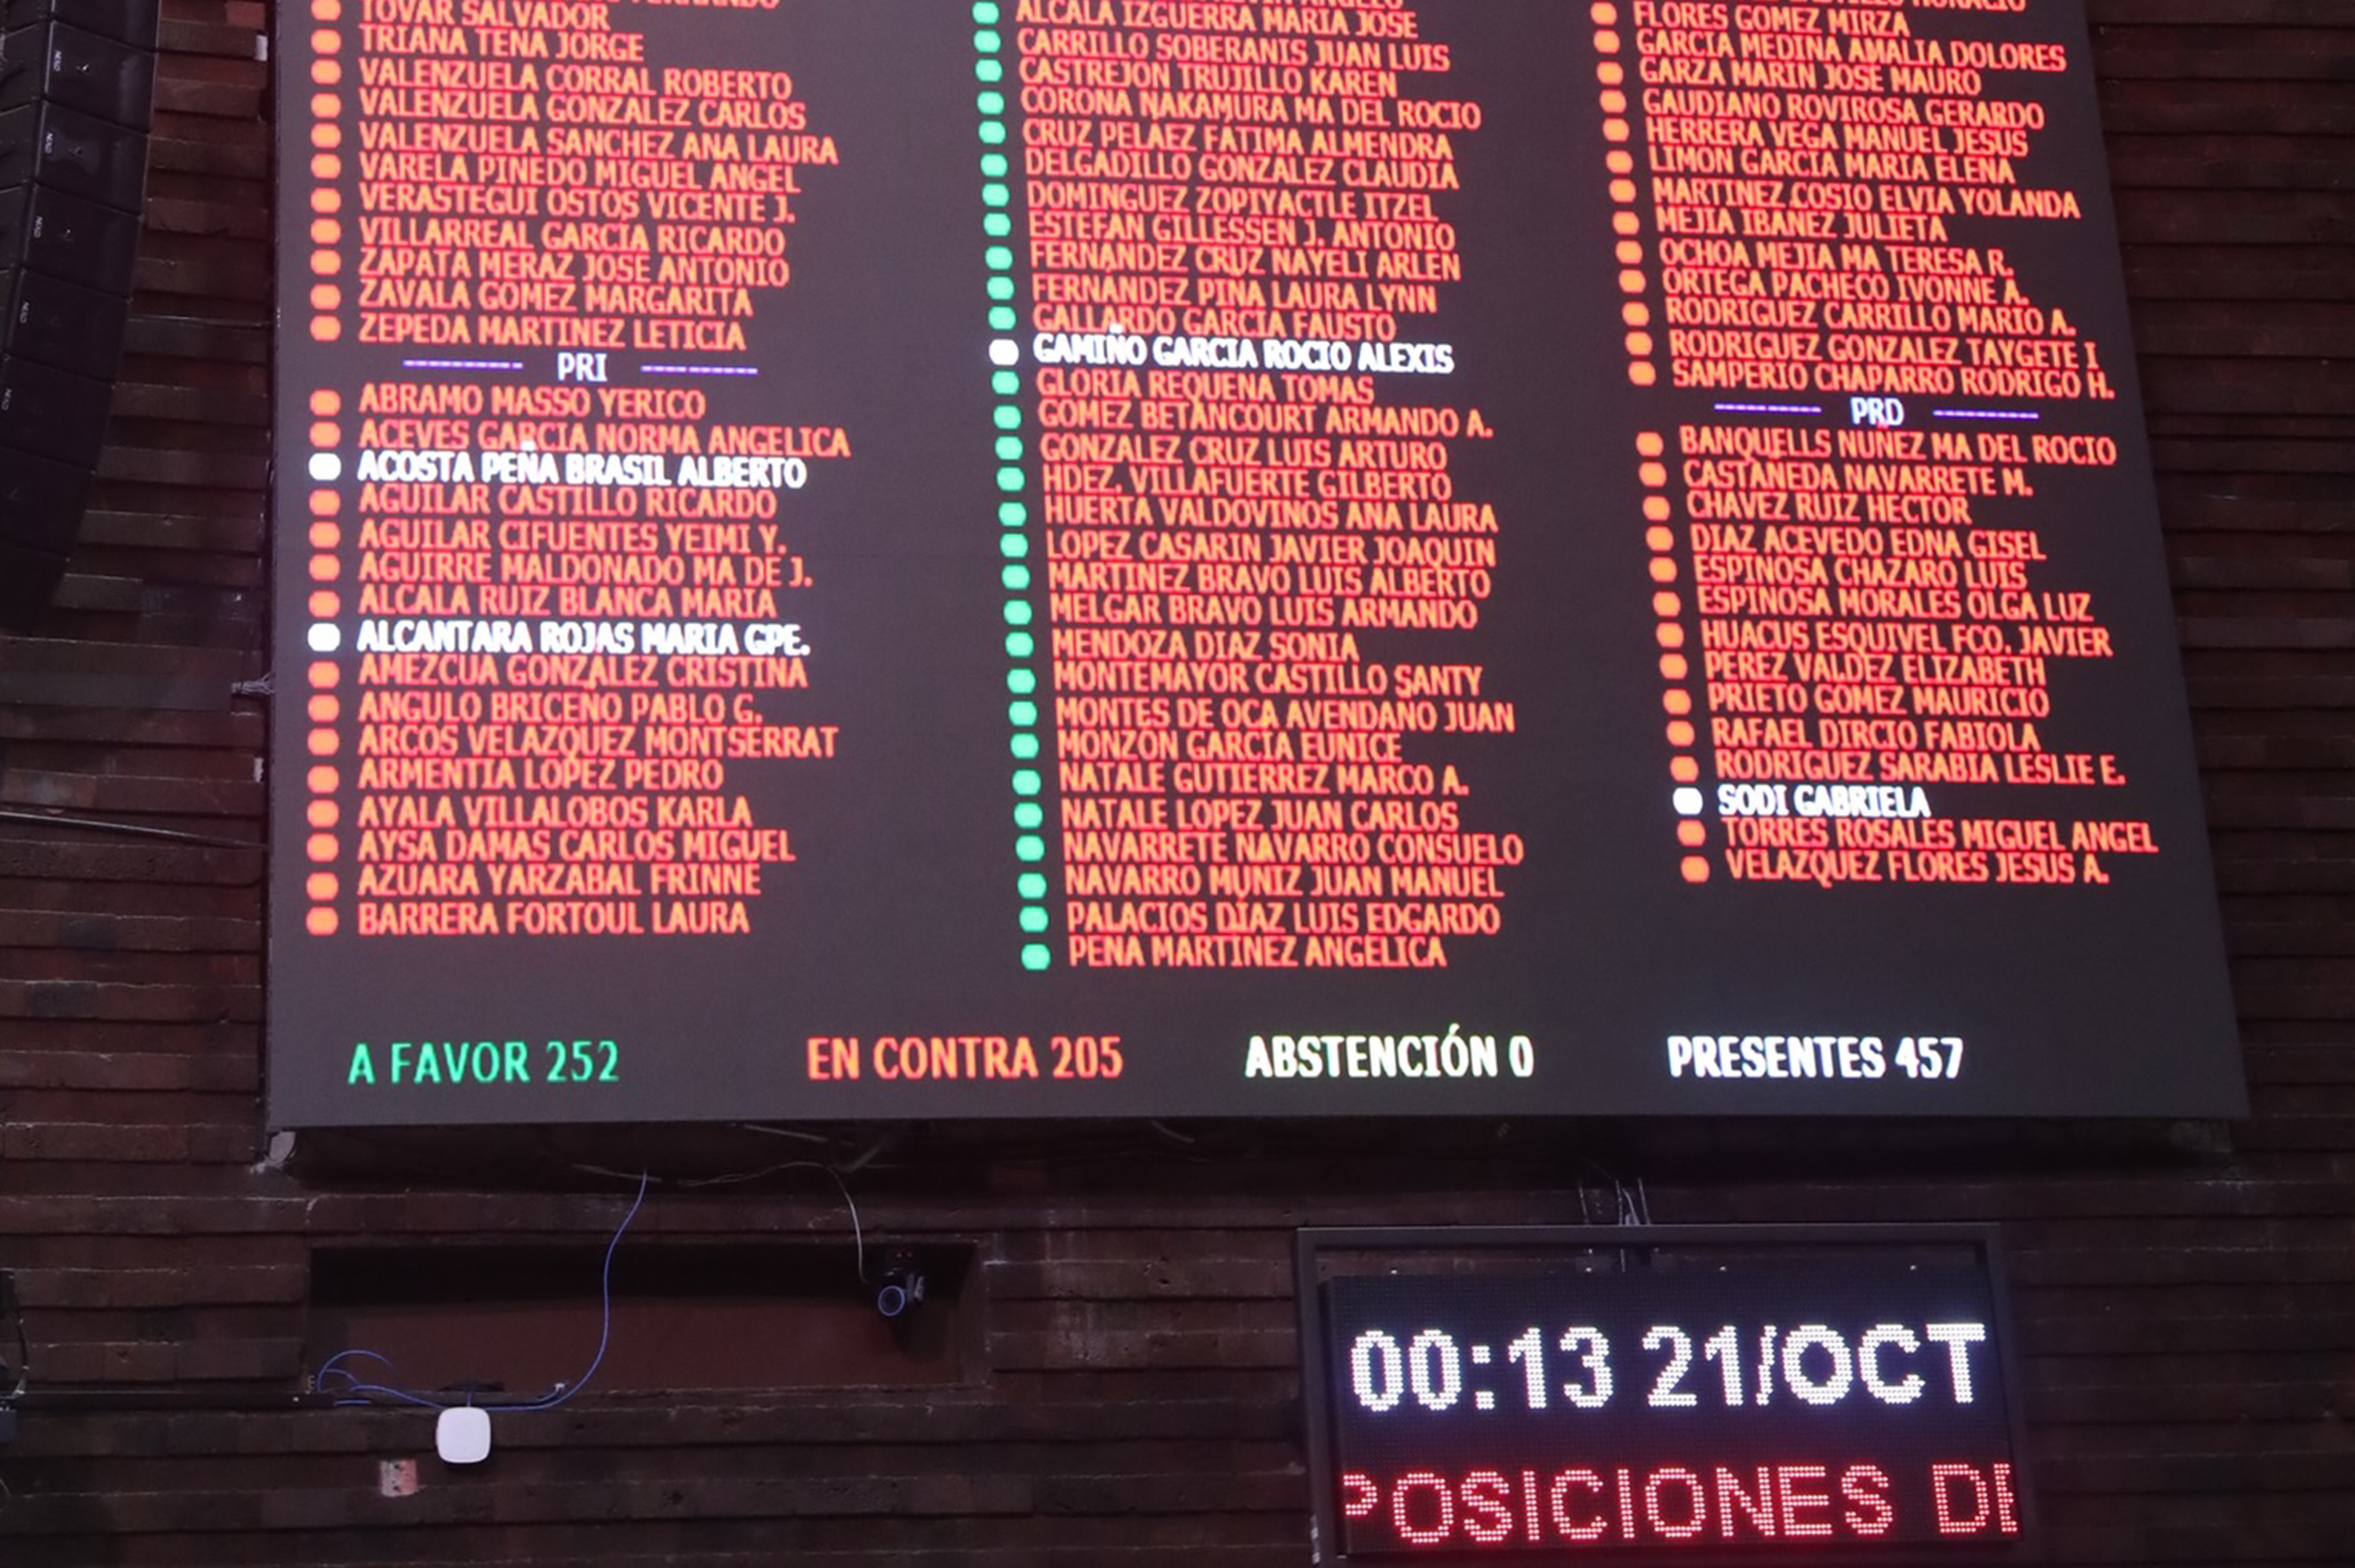 TOVAR SALVADOR
TRIANA TENA JORGE
VALENZUELA CORRAL ROBERTO
VALENZUELA GONZALEZ CARLOS
VALENZUELA SANCHEZ ANA LAURA
VARELA PINEDO MIGUEL ANGEL
VERASTEGUI OSTOS VICENTE J.
VILLARREAL GARCIA RICARDO
ZAPATA MERAZ JOSE ANTONIO
ZAVALA GOMEZ MARGARITA
ZEPEDA MARTINEZ LETICIA
---------- PRI ----------
ABRAMO MASSO YERICO
ACEVES GARCIA NORMA ANGELICA
ACOSTA PEÑA BRASIL ALBERTO
AGUILAR CASTILLO RICARDO
AGUILAR CIFUENTES YEIMI Y.
AGUIRRE MALDONADO MA DE J.
ALCALA RUIZ BLANCA MARIA
ALCANTARA ROJAS MARIA GPE.
AMEZCUA GONZALEZ CRISTINA
ANGULO BRICEÑO PABLO G.
ARCOS VELAZQUEZ MONTSERRAT
ARMENTIA LOPEZ PEDRO
AYALA VILLALOBOS KARLA
AYSA DAMAS CARLOS MIGUEL
AZUARA YARZABAL FRINNE
BARRERA FORTOUL LAURA
ALCALA IZGUERRA MARIA JOSE
CARRILLO SOBERANIS JUAN LUIS
CASTREJON TRUJILLO KAREN
CORONA NAKAMURA MA DEL ROCIO
CRUZ PELAEZ FATIMA ALMENDRA
DELGADILLO GONZALEZ CLAUDIA
DOMINGUEZ ZOPIYACTLE ITZEL
ESTEFAN GILLESSEN J. ANTONIO
FERNANDEZ CRUZ NAYELI ARLEN
FERNANDEZ PIÑA LAURA LYNN
GALLARDO GARCIA FAUSTO
GAMIÑO GARCIA ROCIO ALEXIS
GLORIA REQUENA TOMAS
GOMEZ BETANCOURT ARMANDO A.
GONZALEZ CRUZ LUIS ARTURO
HDEZ. VILLAFUERTE GILBERTO
HUERTA VALDOVINOS ANA LAURA
LOPEZ CASARIN JAVIER JOAQUIN
MARTINEZ BRAVO LUIS ALBERTO
MELGAR BRAVO LUIS ARMANDO
MENDOZA DIAZ SONIA
MONTEMAYOR CASTILLO SANTY
MONTES DE OCA AVENDAÑO JUAN
MONZON GARCIA EUNICE
NATALE GUTIERREZ MARCO A.
NATALE LOPEZ JUAN CARLOS
NAVARRETE NAVARRO CONSUELO
NAVARRO MUÑIZ JUAN MANUEL
PALACIOS DÍAZ LUIS EDGARDO
PEÑA MARTINEZ ANGELICA
FLORES GOMEZ MIRZA
GARCIA MEDINA AMALIA DOLORES
GARZA MARIN JOSE MAURO
GAUDIANO ROVIROSA GERARDO
HERRERA VEGA MANUEL JESUS
LIMON GARCIA MARIA ELENA
MARTINEZ COSIO ELVIA YOLANDA
MEJIA IBAÑEZ JULIETA
OCHOA MEJIA MA TERESA R.
ORTEGA PACHECO IVONNE A.
RODRIGUEZ CARRILLO MARIO A.
RODRIGUEZ GONZALEZ TAYGETE I
SAMPERIO CHAPARRO RODRIGO H.
---------- PRD ----------
BANQUELLS NUÑEZ MA DEL ROCIO
CASTAÑEDA NAVARRETE M.
CHAVEZ RUIZ HECTOR
DIAZ ACEVEDO EDNA GISEL
ESPINOSA CHAZARO LUIS
ESPINOSA MORALES OLGA LUZ
HUACUS ESQUIVEL FCO. JAVIER
PEREZ VALDEZ ELIZABETH
PRIETO GOMEZ MAURICIO
RAFAEL DIRCIO FABIOLA
RODRIGUEZ SARABIA LESLIE E.
SODI GABRIELA
TORRES ROSALES MIGUEL ANGEL
VELAZQUEZ FLORES JESUS A.
A FAVOR 252 EN CONTRA 205 ABSTENCIÓN 0 PRESENTES 457
00:13 21/OCT
POSICIONES DE